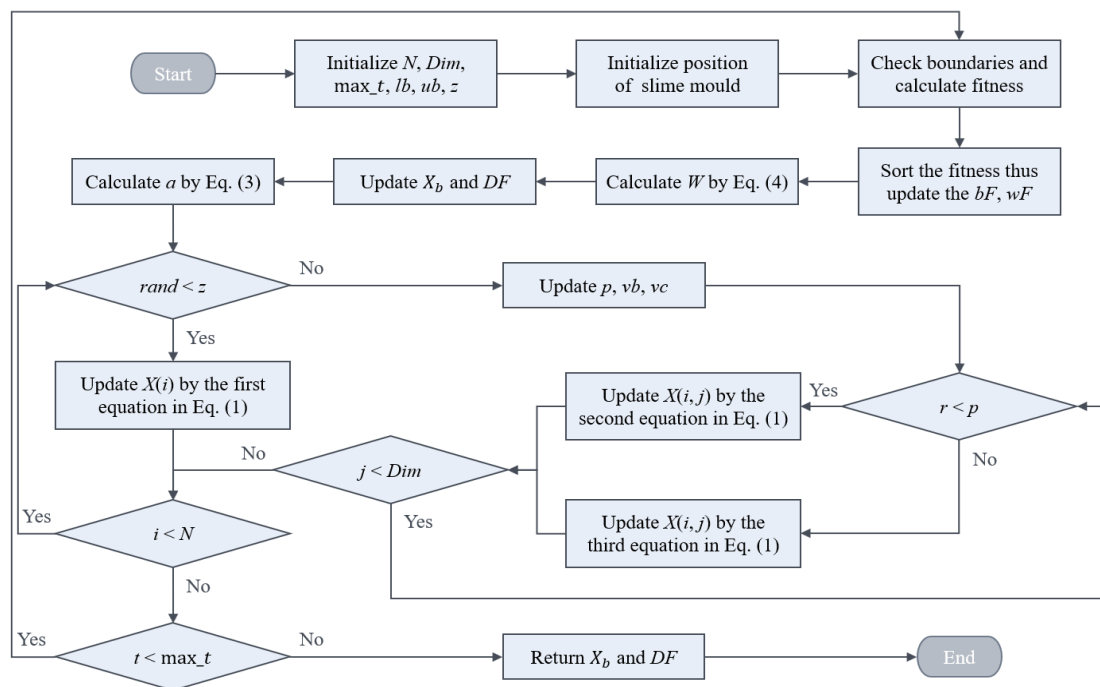 Start
Initialize N, Dim,
max_t, lb, ub, z
Initialize position
of slime mould
Check boundaries and
calculate fitness
Calculate a by Eq. (3)
Update X_b and DF
Calculate W by Eq. (4)
Sort the fitness thus
update the bF, wF
rand < z
No
Update p, vb, vc
Yes
Update X(i) by the first
equation in Eq. (1)
Update X(i, j) by the
second equation in Eq. (1)
Yes
r < p
No
No
j < Dim
Yes
Update X(i, j) by the
third equation in Eq. (1)
Yes
i < N
No
Yes
t < max_t
No
Return X_b and DF
End